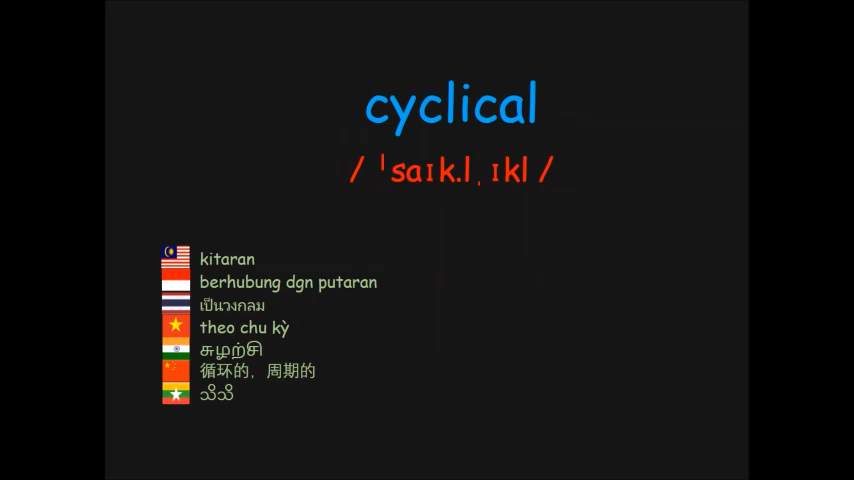 cyclical
/ ˈsaɪk.lˌɪkl /
kitaran
berhubung dgn putaran
เป็นวงกลม
theo chu kỳ
சுழற்சி
循环的，周期的
သိသိ